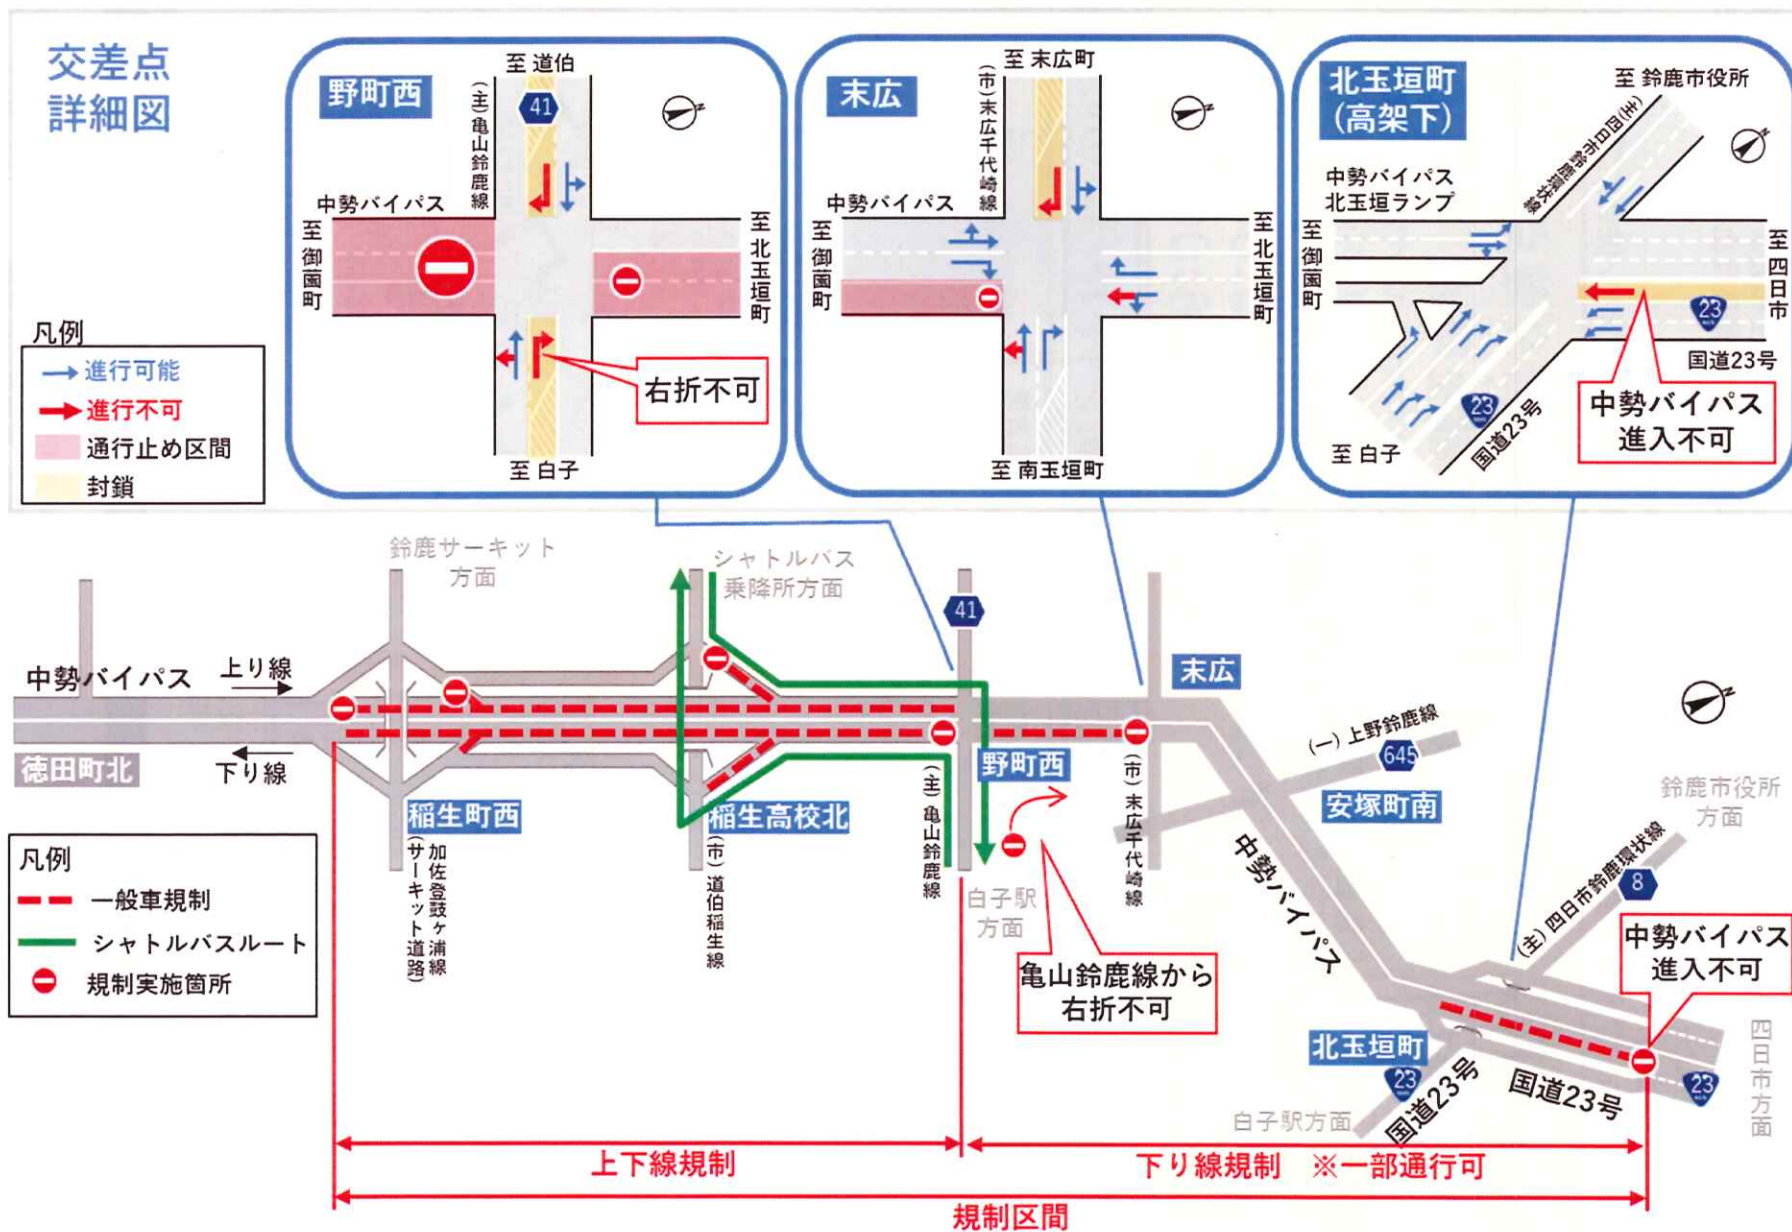 交差点
詳細図
野町西
至 道伯
41
(主)亀山鈴鹿線
N
中勢バイパス
至御薗町
至北玉垣町
右折不可
至 白子
末広
至 末広町
(市)末広千代崎線
N
中勢バイパス
至御薗町
至北玉垣町
至 南玉垣町
北玉垣町
(高架下)
至 鈴鹿市役所
(主)四日市鈴鹿環状線
N
中勢バイパス
北玉垣ランプ
至御薗町
至四日市
23
国道23号
23
国道23号
至 白子
中勢バイパス
進入不可
凡例
進行可能
進行不可
通行止め区間
封鎖
鈴鹿サーキット
方面
シャトルバス
乗降所方面
41
中勢バイパス
上り線
下り線
徳田町北
稲生町西
加佐登鼓ヶ浦線
(サーキット道路)
稲生高校北
(市)道伯稲生線
(主)亀山鈴鹿線
野町西
白子駅
方面
(市)末広千代崎線
末広
(一)上野鈴鹿線
645
安塚町南
N
鈴鹿市役所
方面
中勢バイパス
(主)四日市鈴鹿環状線
8
中勢バイパス
進入不可
亀山鈴鹿線から
右折不可
北玉垣町
23
国道23号
国道23号
23
四日市方面
白子駅方面
凡例
一般車規制
シャトルバスルート
規制実施箇所
上下線規制
下り線規制 ※一部通行可
規制区間